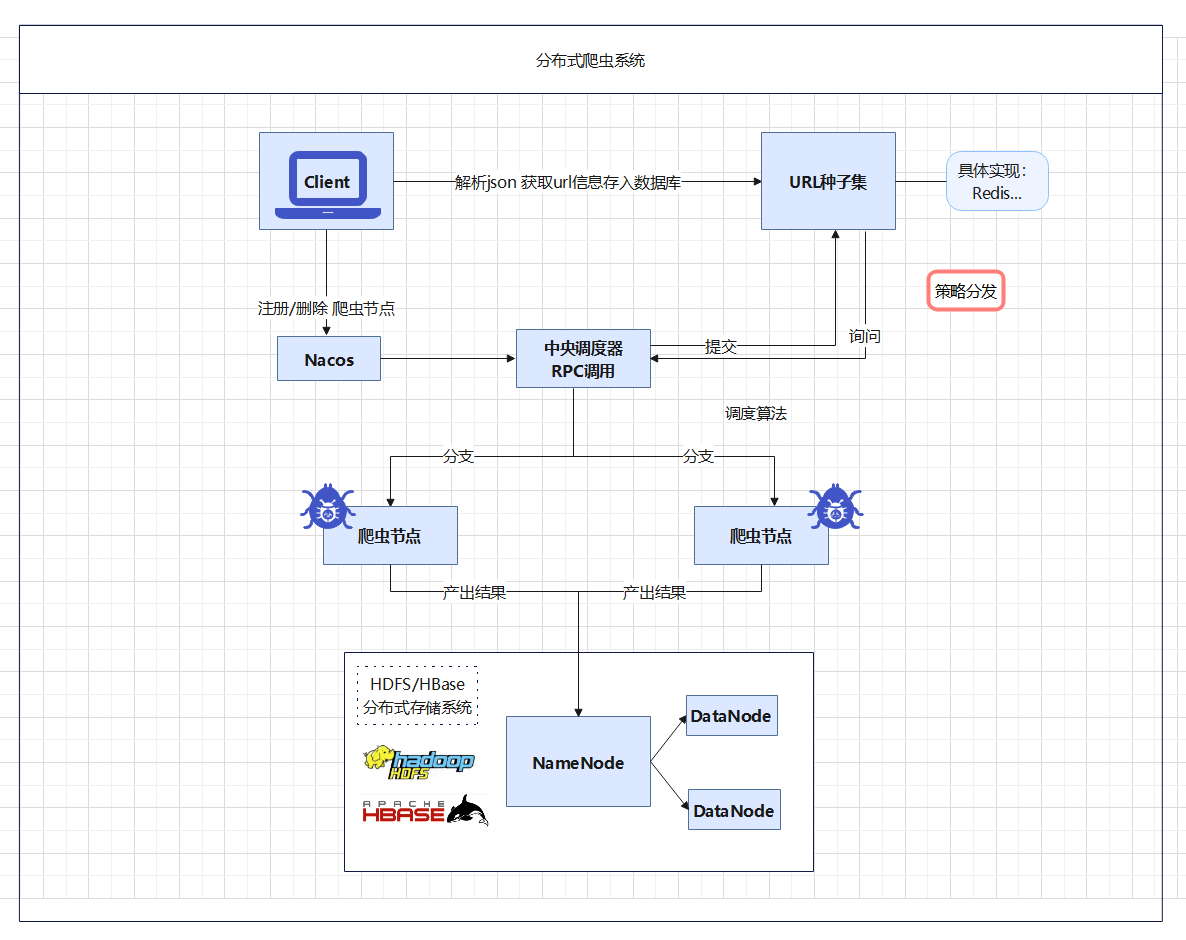 分布式爬虫系统
Client
解析json 获取url信息存入数据库
URL种子集
具体实现：
Redis...
注册/删除 爬虫节点
策略分发
Nacos
中央调度器
RPC调用
提交
询问
调度算法
分支
分支
爬虫节点
爬虫节点
产出结果
产出结果
HDFS/HBase
分布式存储系统
hadoop
HDFS
APACHE
HBASE
NameNode
DataNode
DataNode